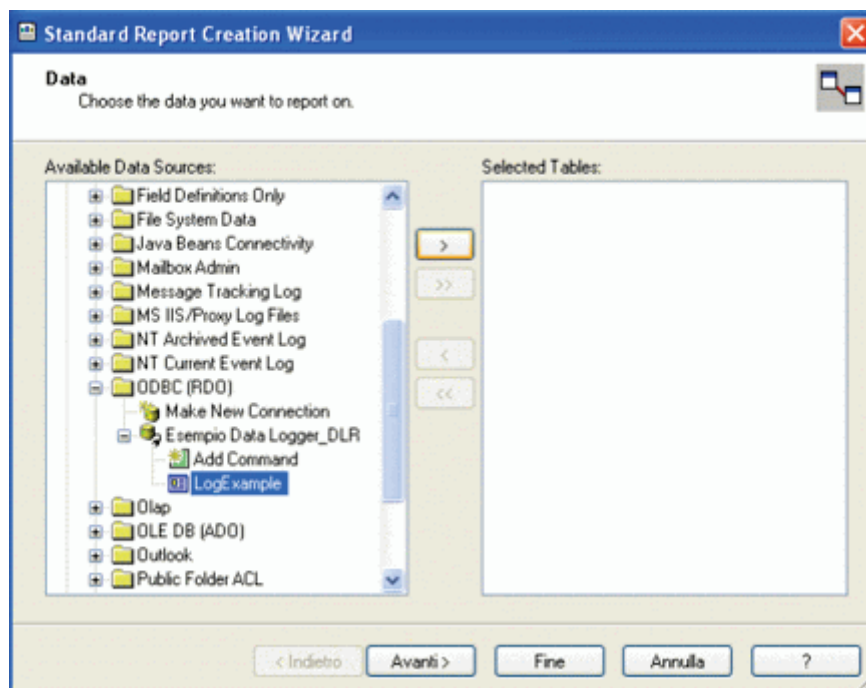 Standard Report Creation Wizard
Data
Choose the data you want to report on.
Available Data Sources:
Selected Tables:
Field Definitions Only
File System Data
Java Beans Connectivity
Mailbox Admin
Message Tracking Log
MS IIS/Proxy Log Files
NT Archived Event Log
NT Current Event Log
ODBC (RDO)
Make New Connection
Esempio Data Logger_DLR
Add Command
LogExample
Olap
OLE DB (ADO)
Outlook
Public Folder ACL
>
>>
<
<<
< Indietro
Avanti >
Fine
Annulla
?